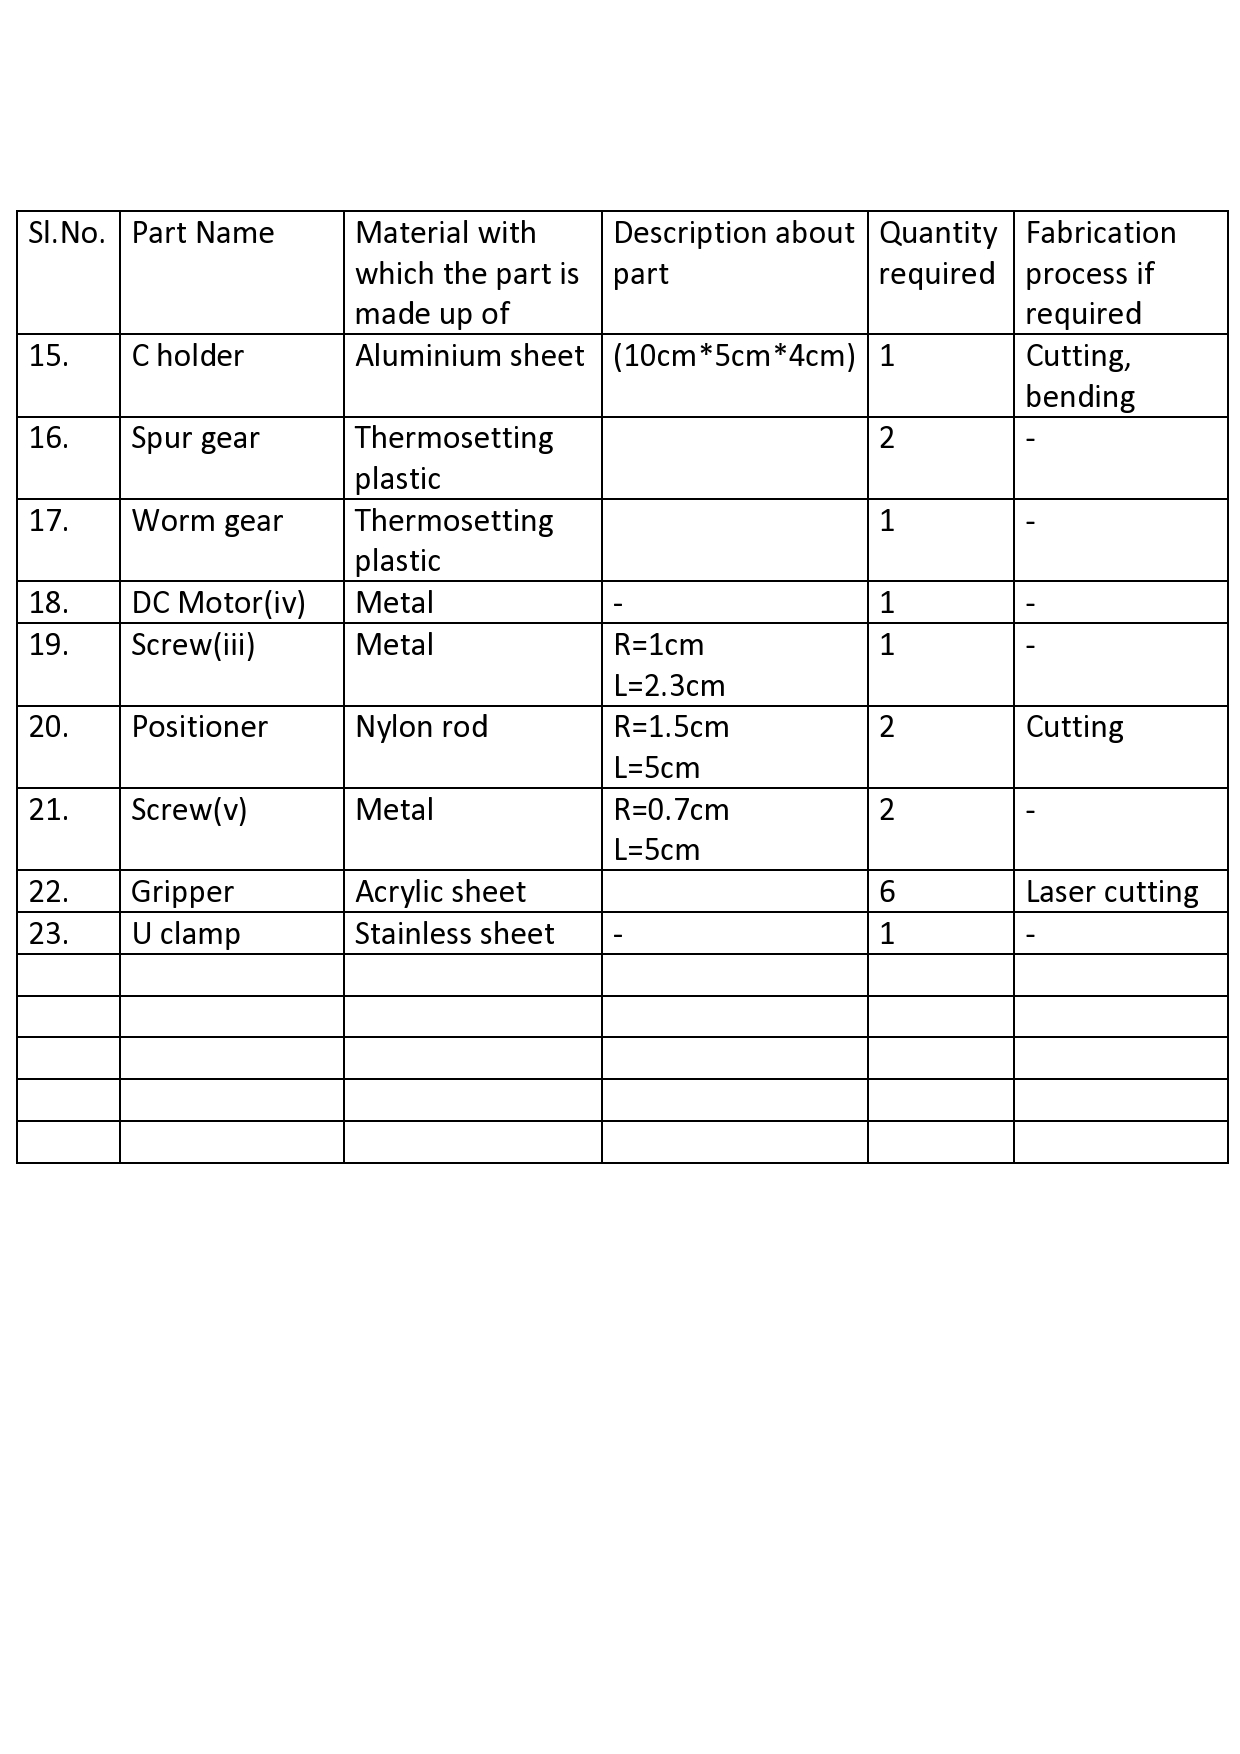 Sl.No. Part Name Material with Description about Quantity Fabrication
which the part is part required process if
made up of required
15. C holder Aluminium sheet (10cm*5cm*4cm) 1 Cutting,
bending
16. Spur gear Thermosetting 2 -
plastic
17. Worm gear Thermosetting 1 -
plastic
18. DC Motor(iv) Metal - 1 -
19. Screw(iii) Metal R=1cm 1 -
L=2.3cm
20. Positioner Nylon rod R=1.5cm 2 Cutting
L=5cm
21. Screw(v) Metal R=0.7cm 2 -
L=5cm
22. Gripper Acrylic sheet 6 Laser cutting
23. U clamp Stainless sheet - 1 -